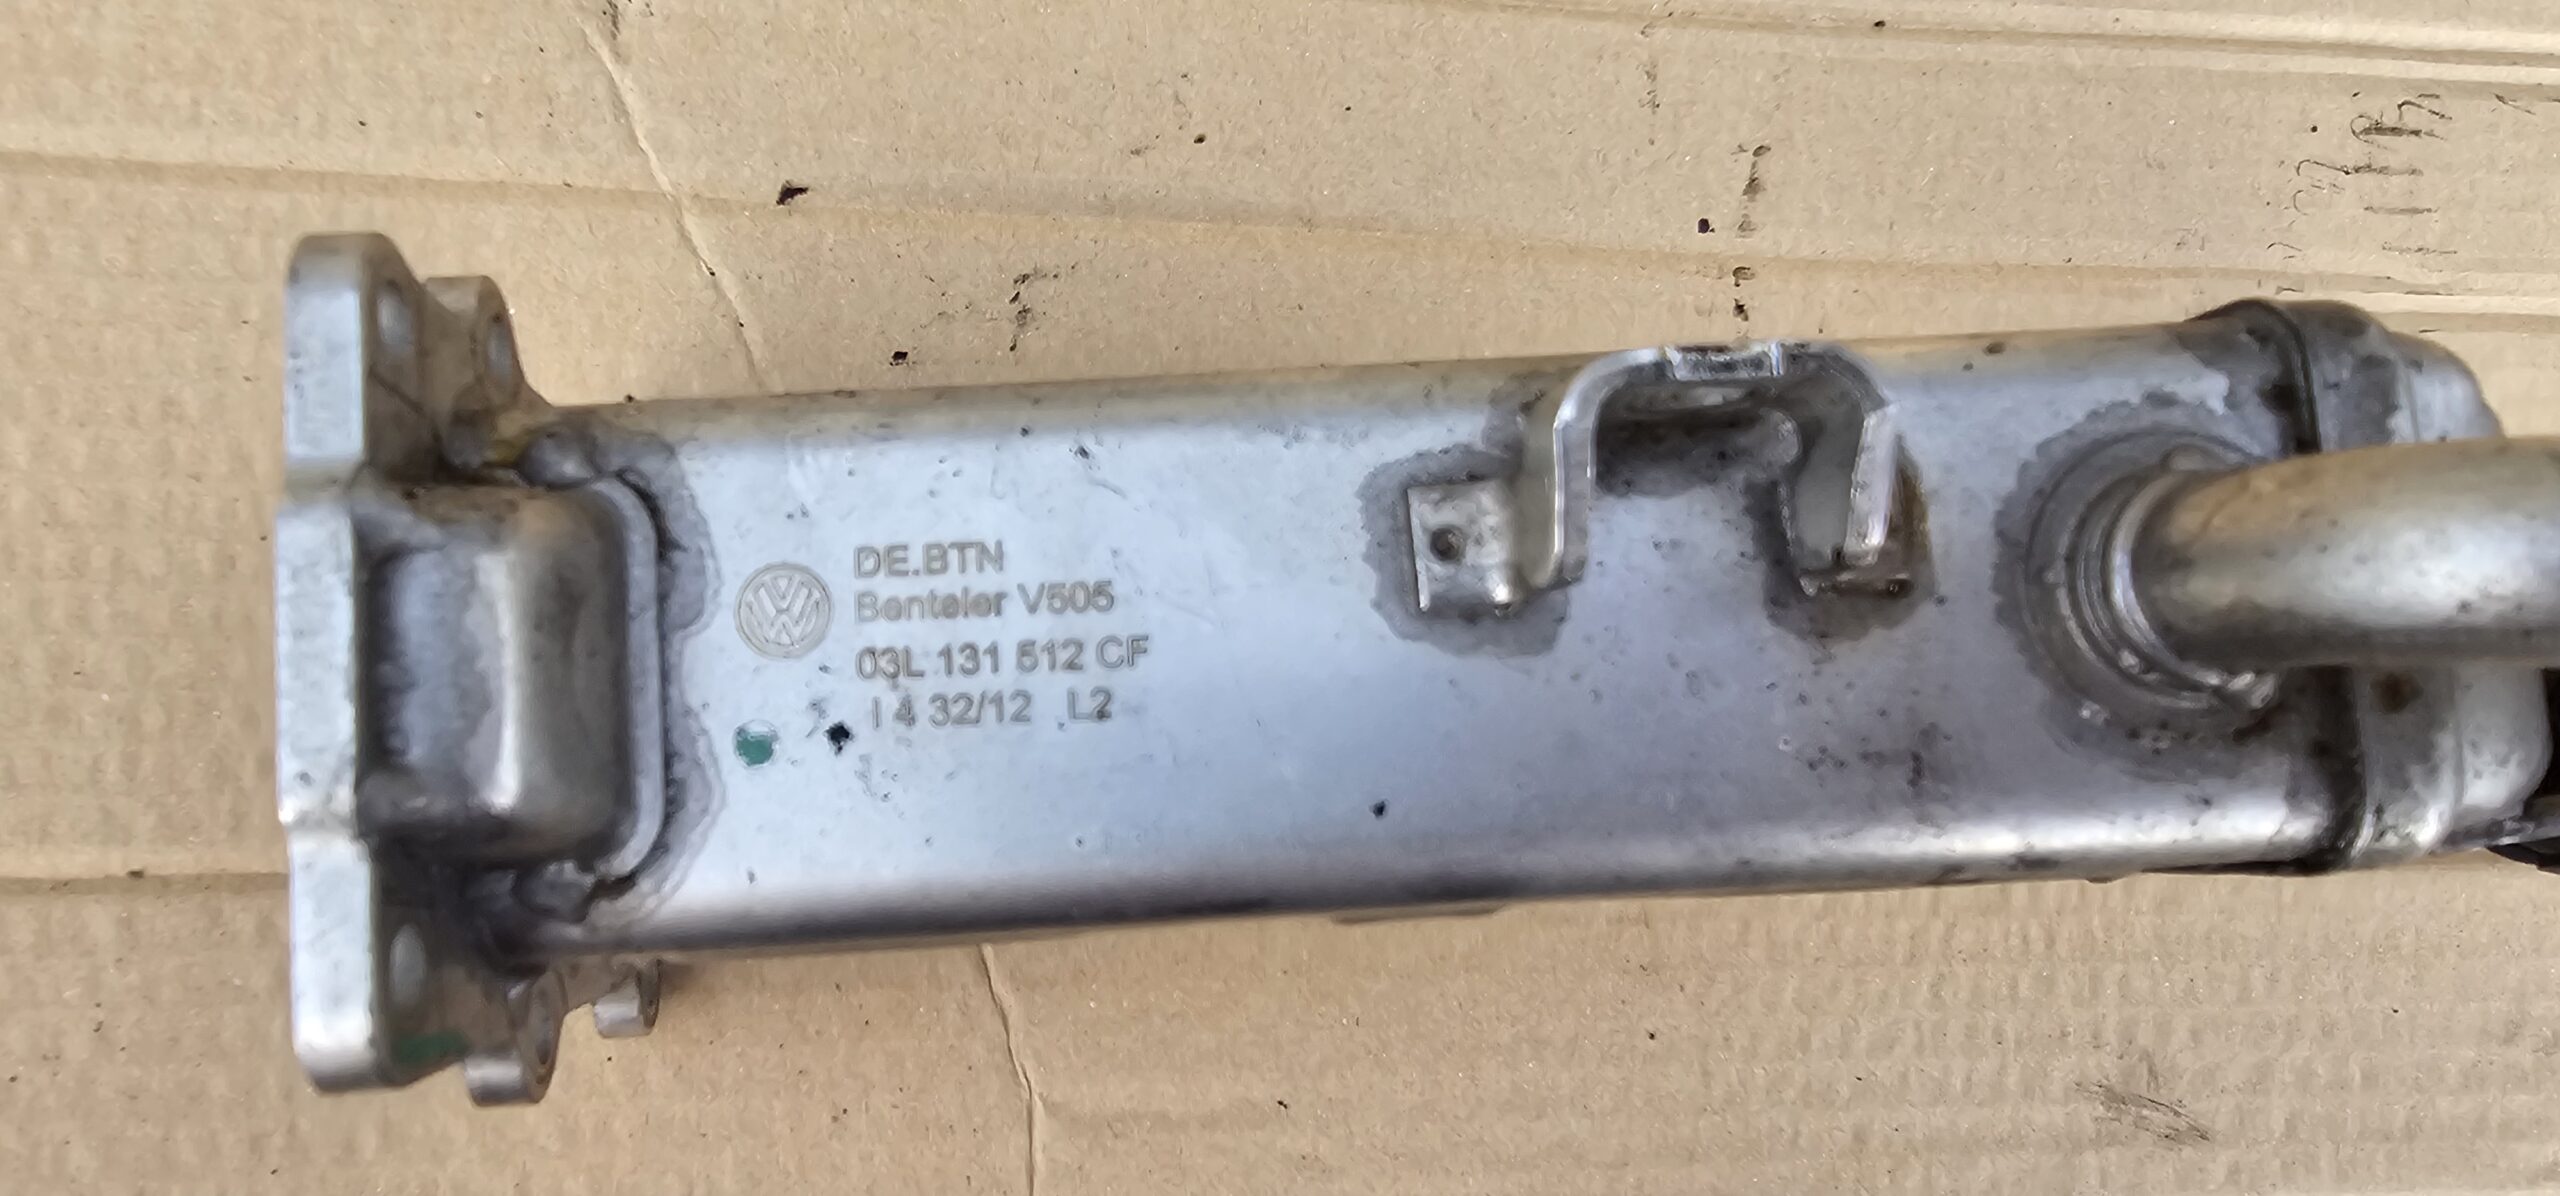 DE.BTN
Benteler V505
03L 131 512 CF
I 4 32/12 L2